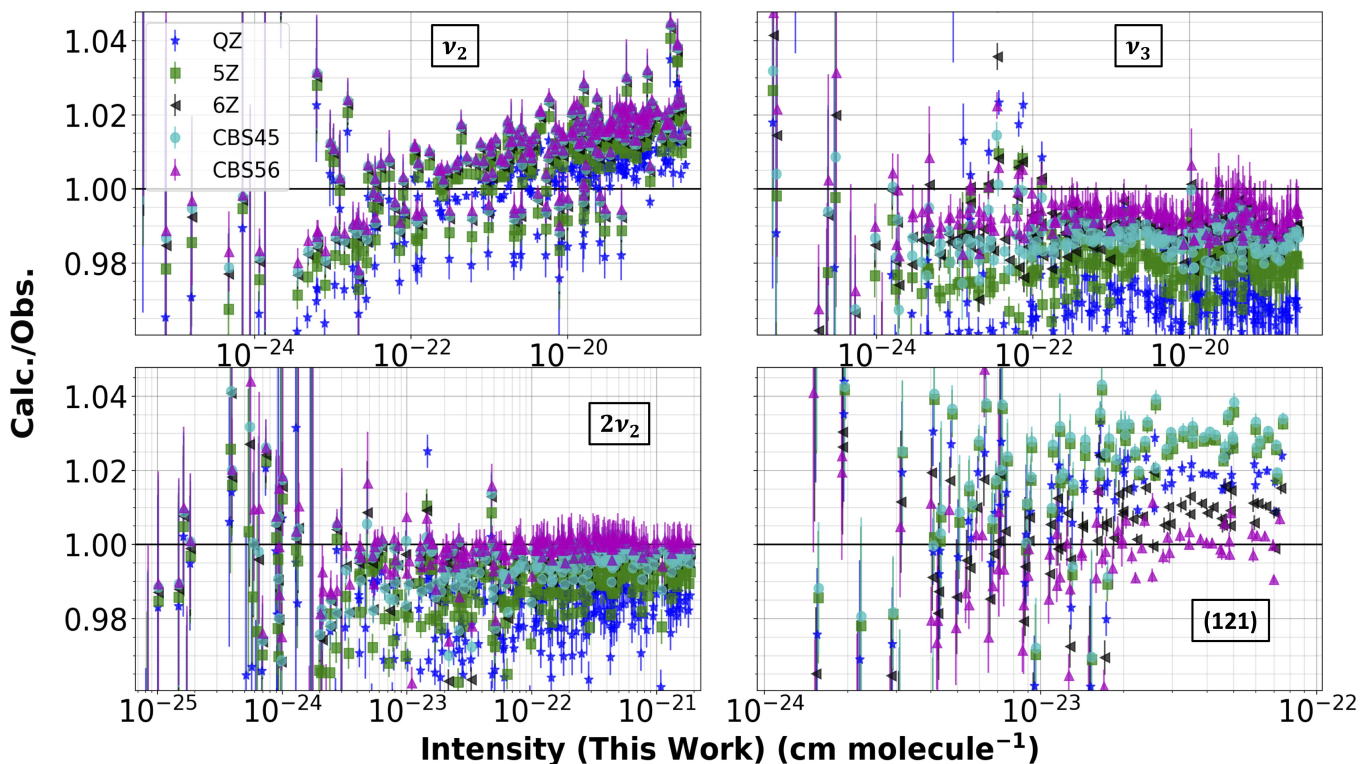 Calc./Obs.
1.04
1.02
1.00
0.98
QZ
5Z
6Z
CBS45
CBS56
ν₂
10⁻²⁴
10⁻²²
10⁻²⁰
ν₃
10⁻²⁴
10⁻²²
10⁻²⁰
1.04
1.02
1.00
0.98
2ν₂
10⁻²⁵
10⁻²⁴
10⁻²³
10⁻²²
10⁻²¹
(121)
10⁻²⁴
10⁻²³
10⁻²²
Intensity (This Work) (cm molecule⁻¹)